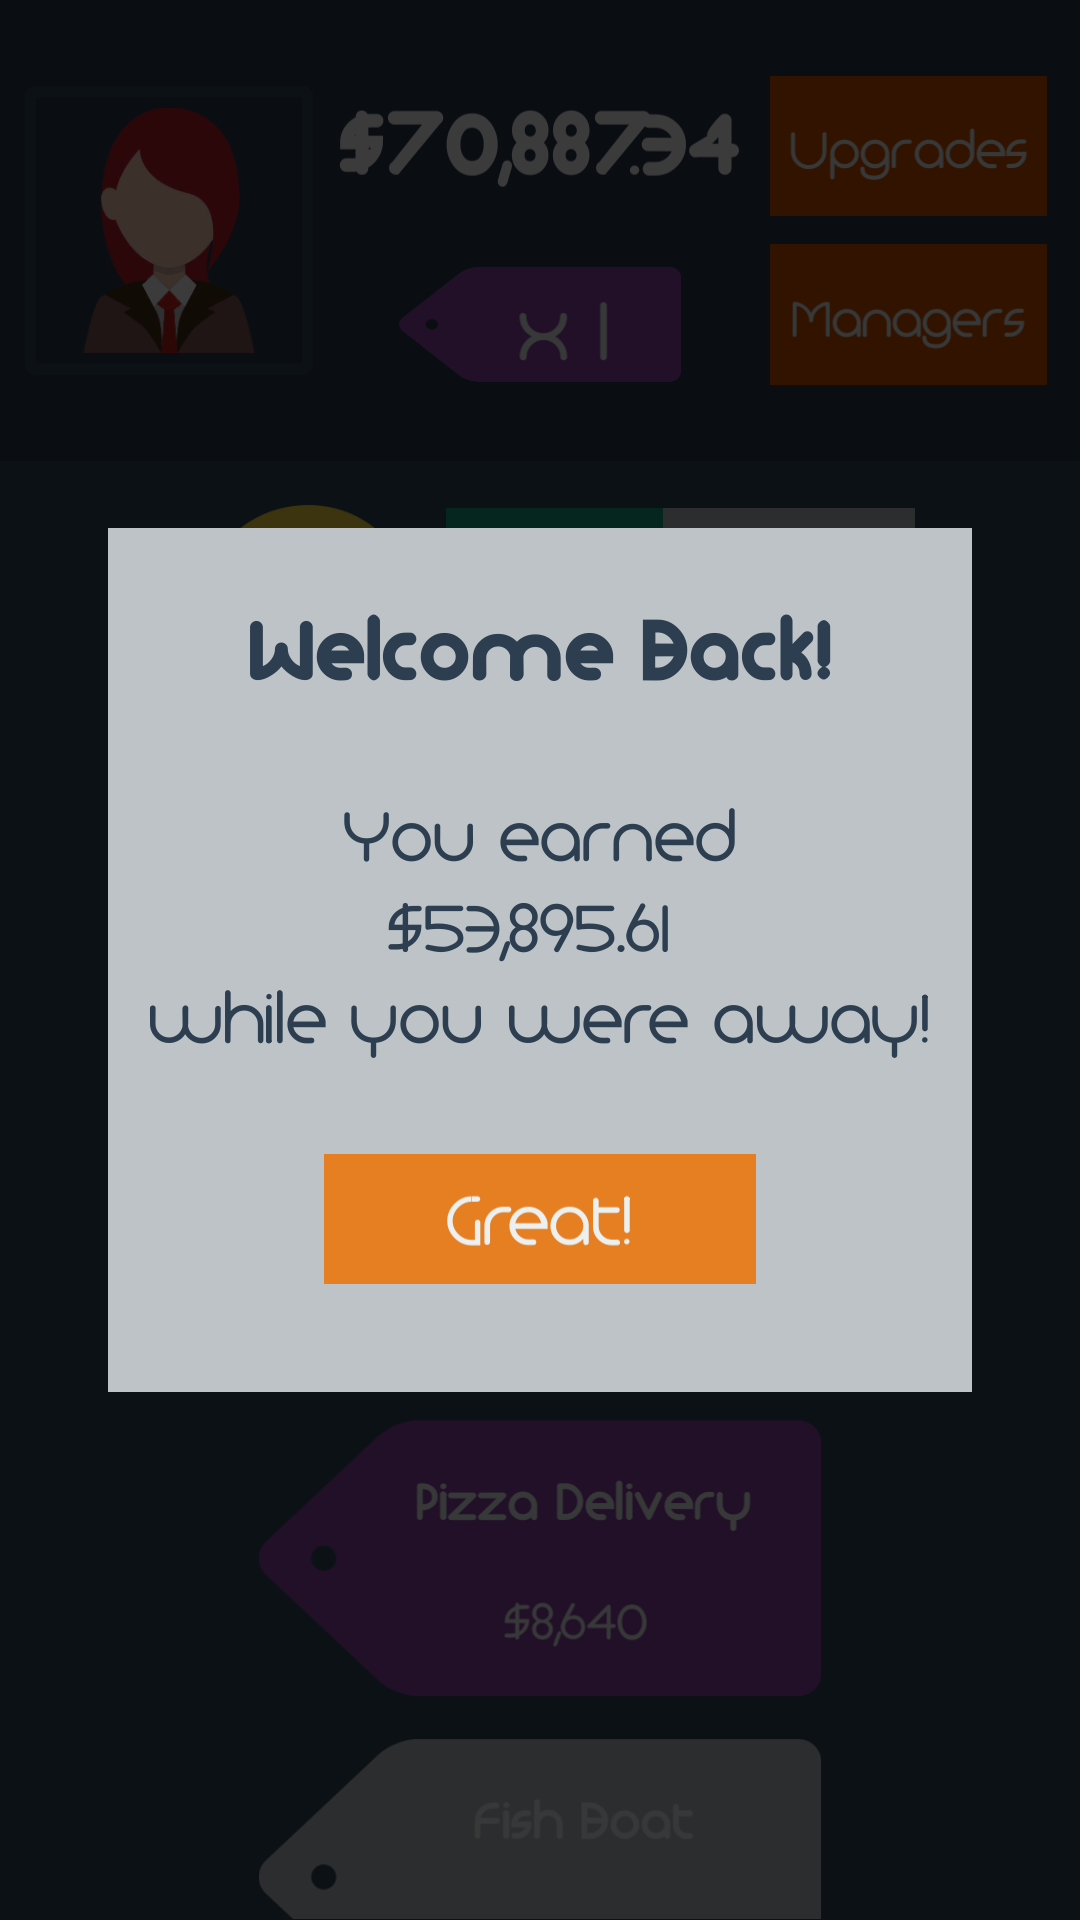 $70,887.34
Upgrades
x 1
Managers
Welcome Back!
You earned
$53,895.61
while you were away!
Great!
Pizza Delivery
$8,640
Fish Boat